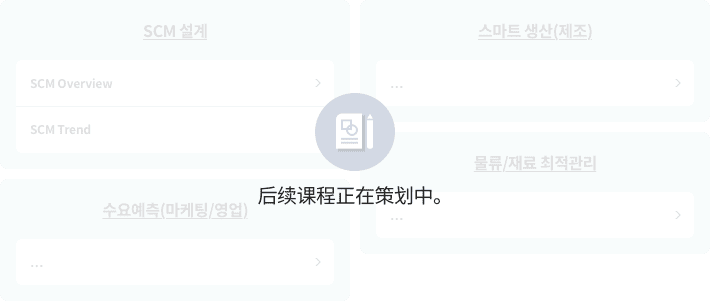 SCM 설계
SCM Overview
SCM Trend
수요예측(마케팅/영업)
...
스마트 생산(제조)
...
물류/재료 최적관리
...
后续课程正在策划中。